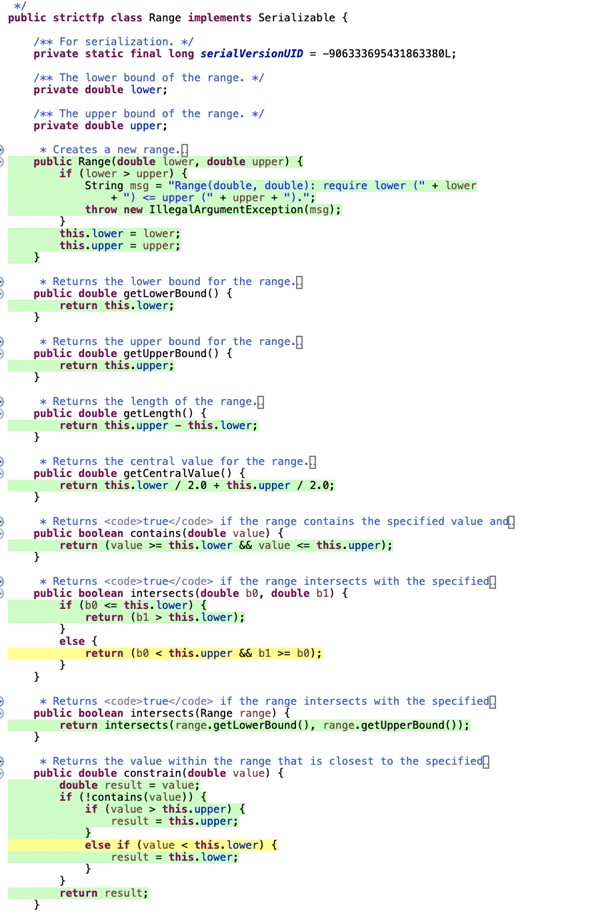 */
public strictfp class Range implements Serializable {
/** For serialization. */
private static final long serialVersionUID = -906333695431863380L;
/** The lower bound of the range. */
private double lower;
/** The upper bound of the range. */
private double upper;
* Creates a new range.
public Range(double lower, double upper) {
if (lower > upper) {
String msg = "Range(double, double): require lower (" + lower
+ ") <= upper (" + upper + ").";
throw new IllegalArgumentException(msg);
}
this.lower = lower;
this.upper = upper;
}
* Returns the lower bound for the range.
public double getLowerBound() {
return this.lower;
}
* Returns the upper bound for the range.
public double getUpperBound() {
return this.upper;
}
* Returns the length of the range.
public double getLength() {
return this.upper - this.lower;
}
* Returns the central value for the range.
public double getCentralValue() {
return this.lower / 2.0 + this.upper / 2.0;
}
* Returns <code>true</code> if the range contains the specified value and
public boolean contains(double value) {
return (value >= this.lower && value <= this.upper);
}
* Returns <code>true</code> if the range intersects with the specified
public boolean intersects(double b0, double b1) {
if (b0 <= this.lower) {
return (b1 > this.lower);
}
else {
return (b0 < this.upper && b1 >= b0);
}
}
* Returns <code>true</code> if the range intersects with the specified
public boolean intersects(Range range) {
return intersects(range.getLowerBound(), range.getUpperBound());
}
* Returns the value within the range that is closest to the specified
public double constrain(double value) {
double result = value;
if (!contains(value)) {
if (value > this.upper) {
result = this.upper;
}
else if (value < this.lower) {
result = this.lower;
}
}
return result;
}